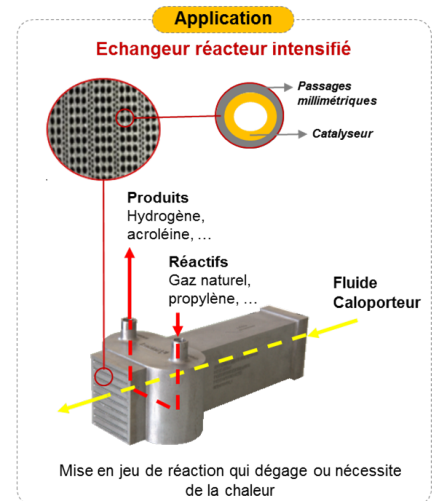 Application
Echangeur réacteur intensifié
Passages
millimétriques
Catalyseur
Produits
Hydrogène,
acroléine, ...
Réactifs
Gaz naturel,
propylène, ...
Fluide
Caloporteur
Mise en jeu de réaction qui dégage ou nécessite
de la chaleur